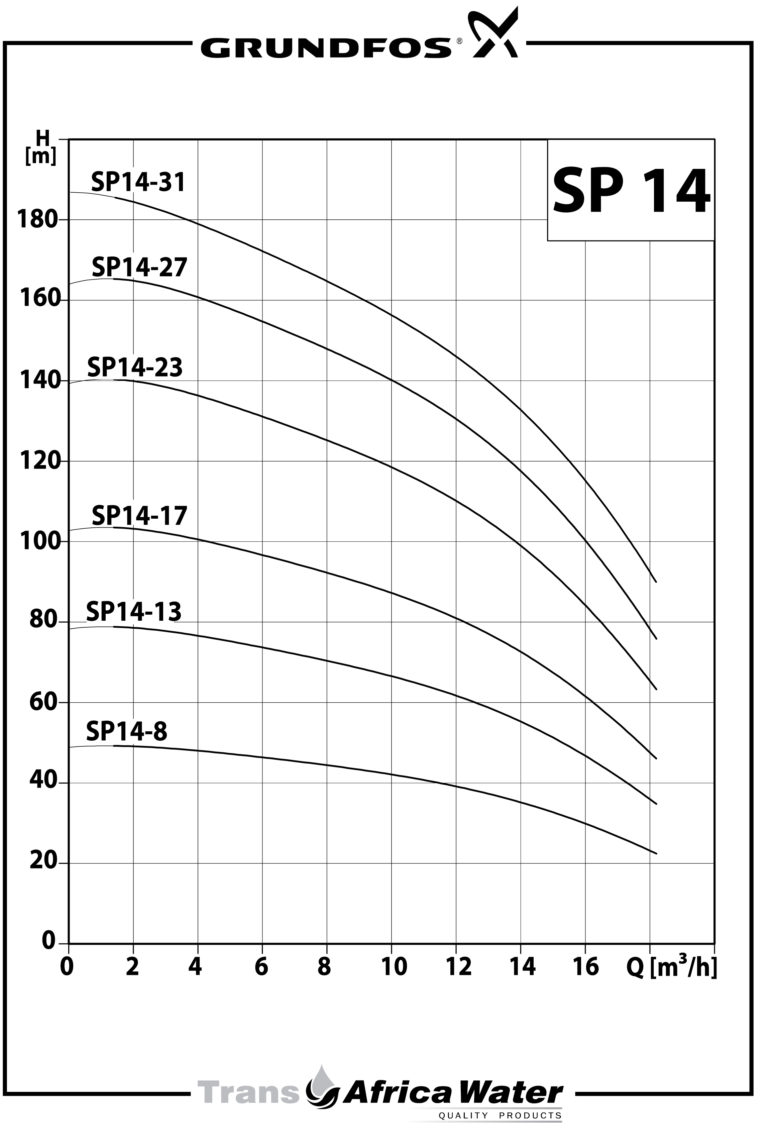 GRUNDFOS®
H
[m]
SP 14
SP14-31
180
SP14-27
160
SP14-23
140
120
SP14-17
100
SP14-13
80
60
SP14-8
40
20
0
0 2 4 6 8 10 12 14 16 Q [m³/h]
Trans Africa Water
QUALITY PRODUCTS